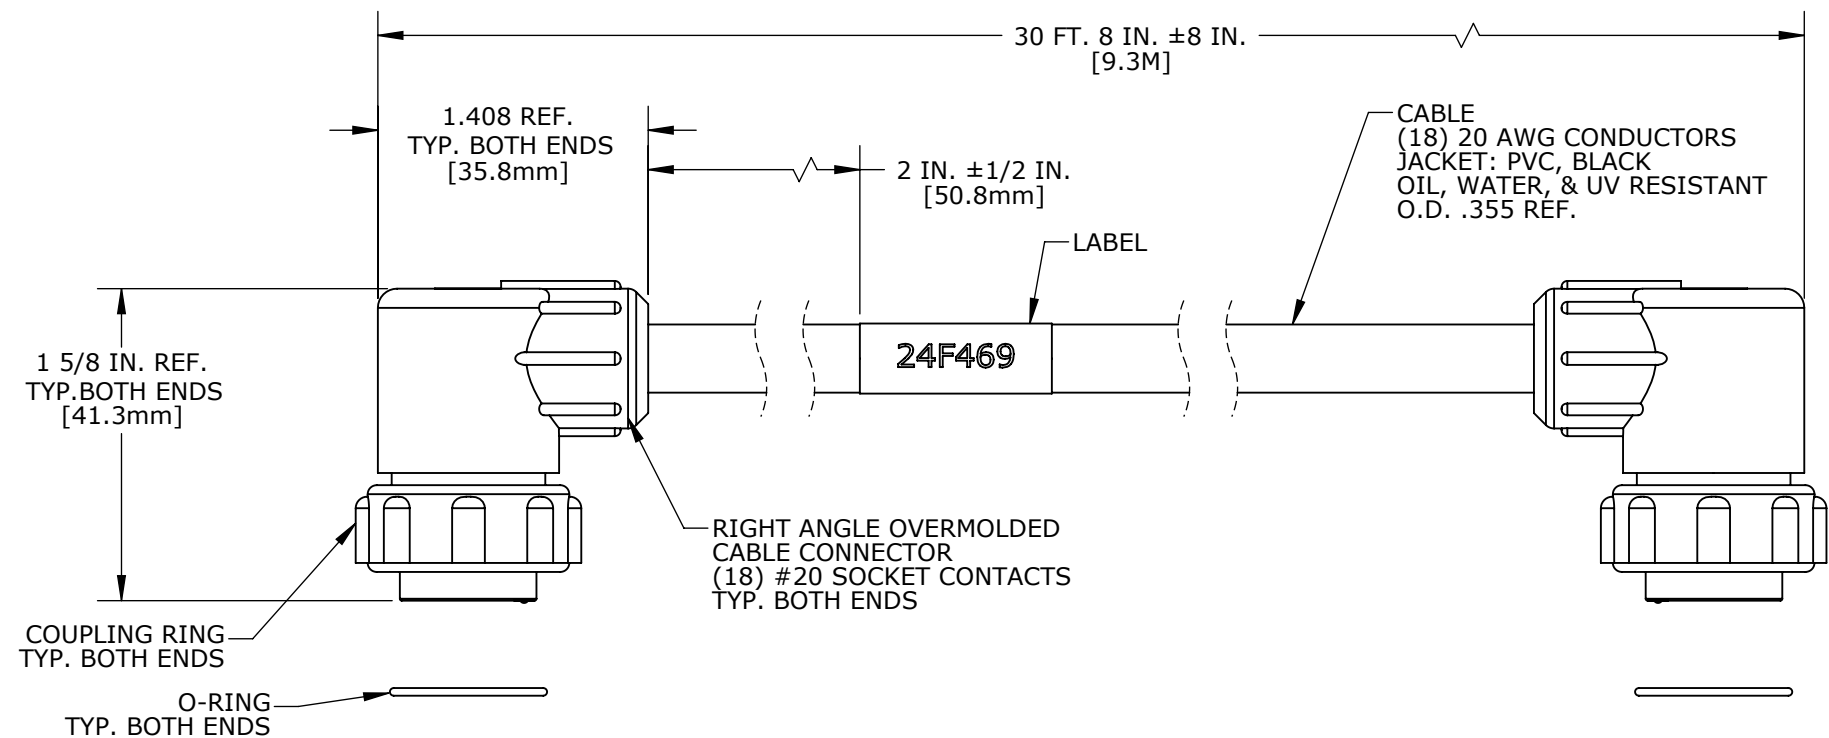 30 FT. 8 IN. ±8 IN.
[9.3M]
1.408 REF.
TYP. BOTH ENDS
[35.8mm]
2 IN. ±1/2 IN.
[50.8mm]
CABLE
(18) 20 AWG CONDUCTORS
JACKET: PVC, BLACK
OIL, WATER, & UV RESISTANT
O.D. .355 REF.
LABEL
24F469
1 5/8 IN. REF.
TYP.BOTH ENDS
[41.3mm]
RIGHT ANGLE OVERMOLDED
CABLE CONNECTOR
(18) #20 SOCKET CONTACTS
TYP. BOTH ENDS
COUPLING RING
TYP. BOTH ENDS
O-RING
TYP. BOTH ENDS